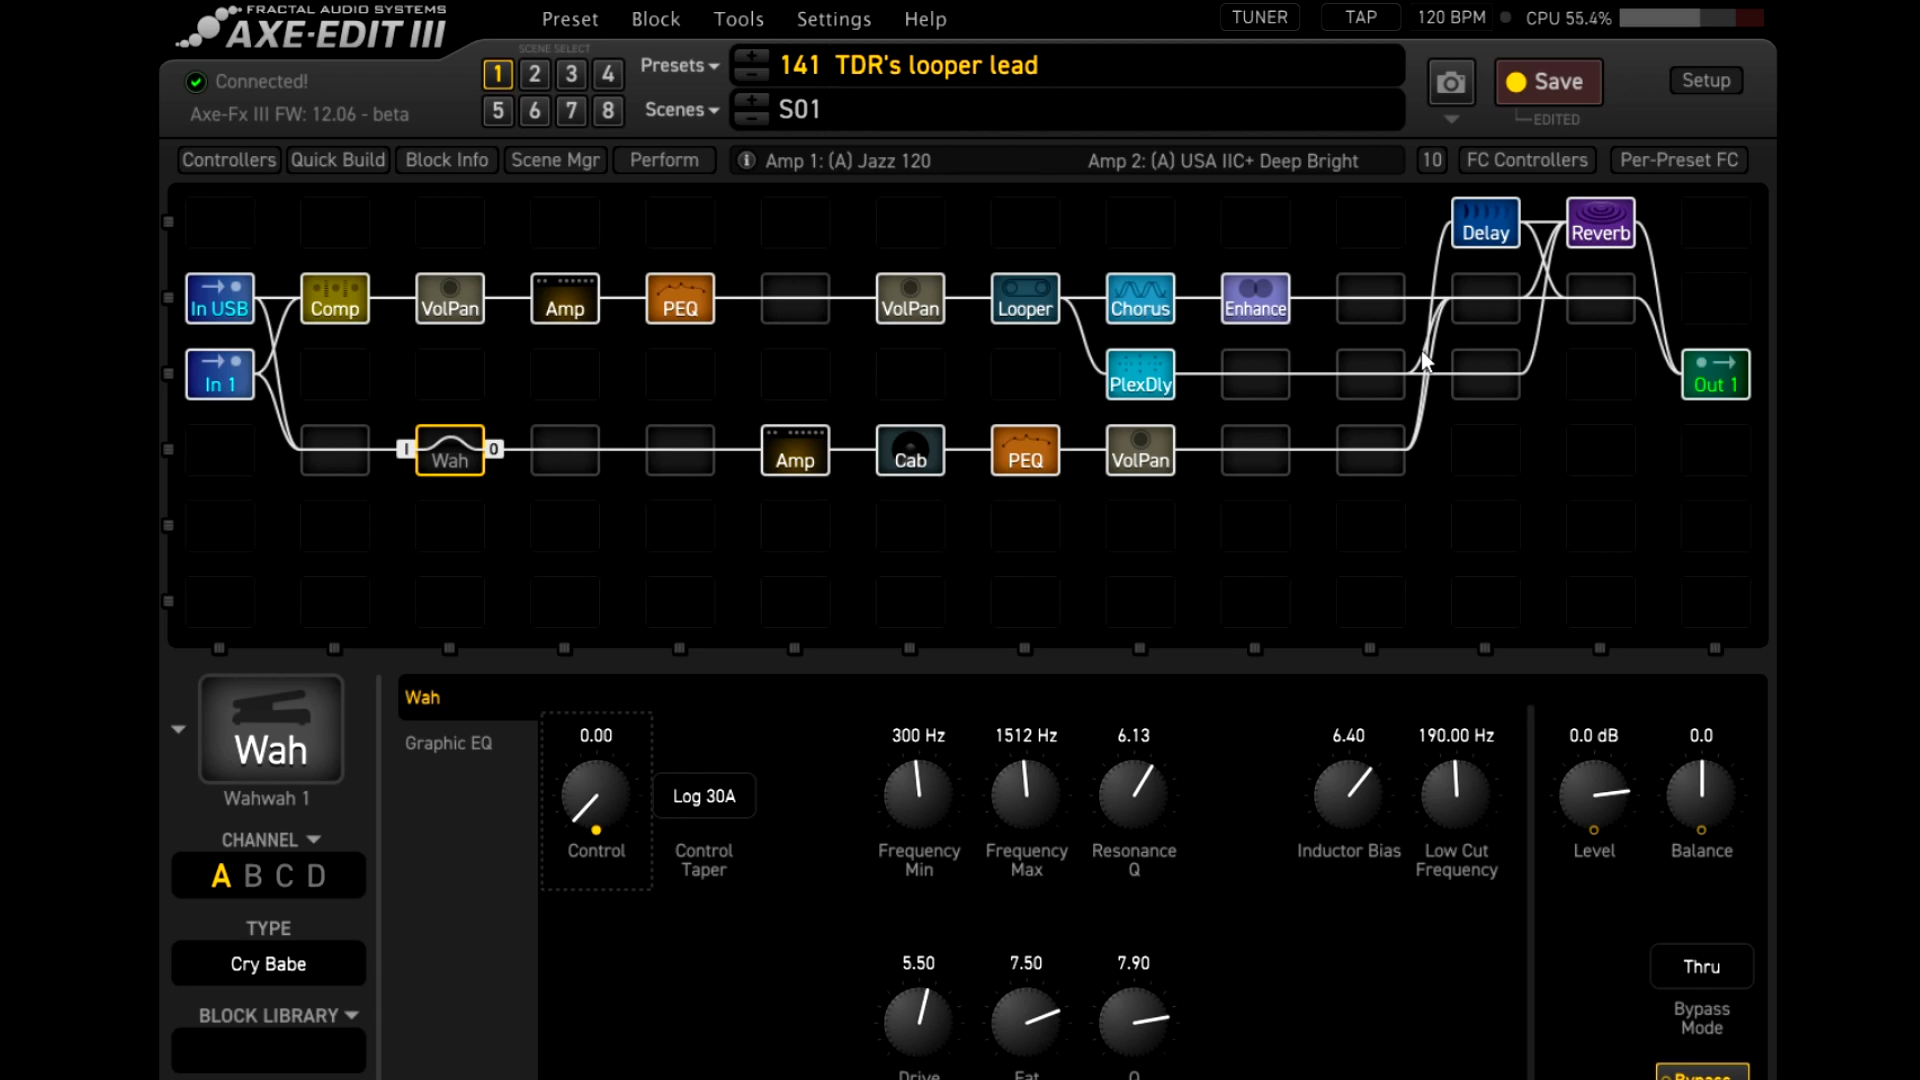 FRACTAL AUDIO SYSTEMS
AXE-EDIT III
Preset Block Tools Settings Help
TUNER TAP 120 BPM CPU 55.4%
SCENE SELECT
Connected!
Axe-Fx III FW: 12.06 - beta
1 2 3 4
5 6 7 8
Presets
+
−
141 TDR's looper lead
Scenes
+
−
S01
Save
EDITED
Setup
Controllers Quick Build Block Info Scene Mgr Perform
Amp 1: (A) Jazz 120 Amp 2: (A) USA IIC+ Deep Bright
10 FC Controllers Per-Preset FC
Delay Reverb
In USB Comp VolPan Amp PEQ VolPan Looper Chorus Enhance
In 1 PlexDly Out 1
I Wah O Amp Cab PEQ VolPan
Wah
Wahwah 1
CHANNEL
A B C D
TYPE
Cry Babe
BLOCK LIBRARY
Wah
Graphic EQ
0.00 300 Hz 1512 Hz 6.13 6.40 190.00 Hz 0.0 dB 0.0
Log 30A
Control Control Frequency Frequency Resonance Inductor Bias Low Cut Level Balance
Taper Min Max Q Frequency
5.50 7.50 7.90
Thru
Bypass
Mode
Drive Fat Q
Bypass